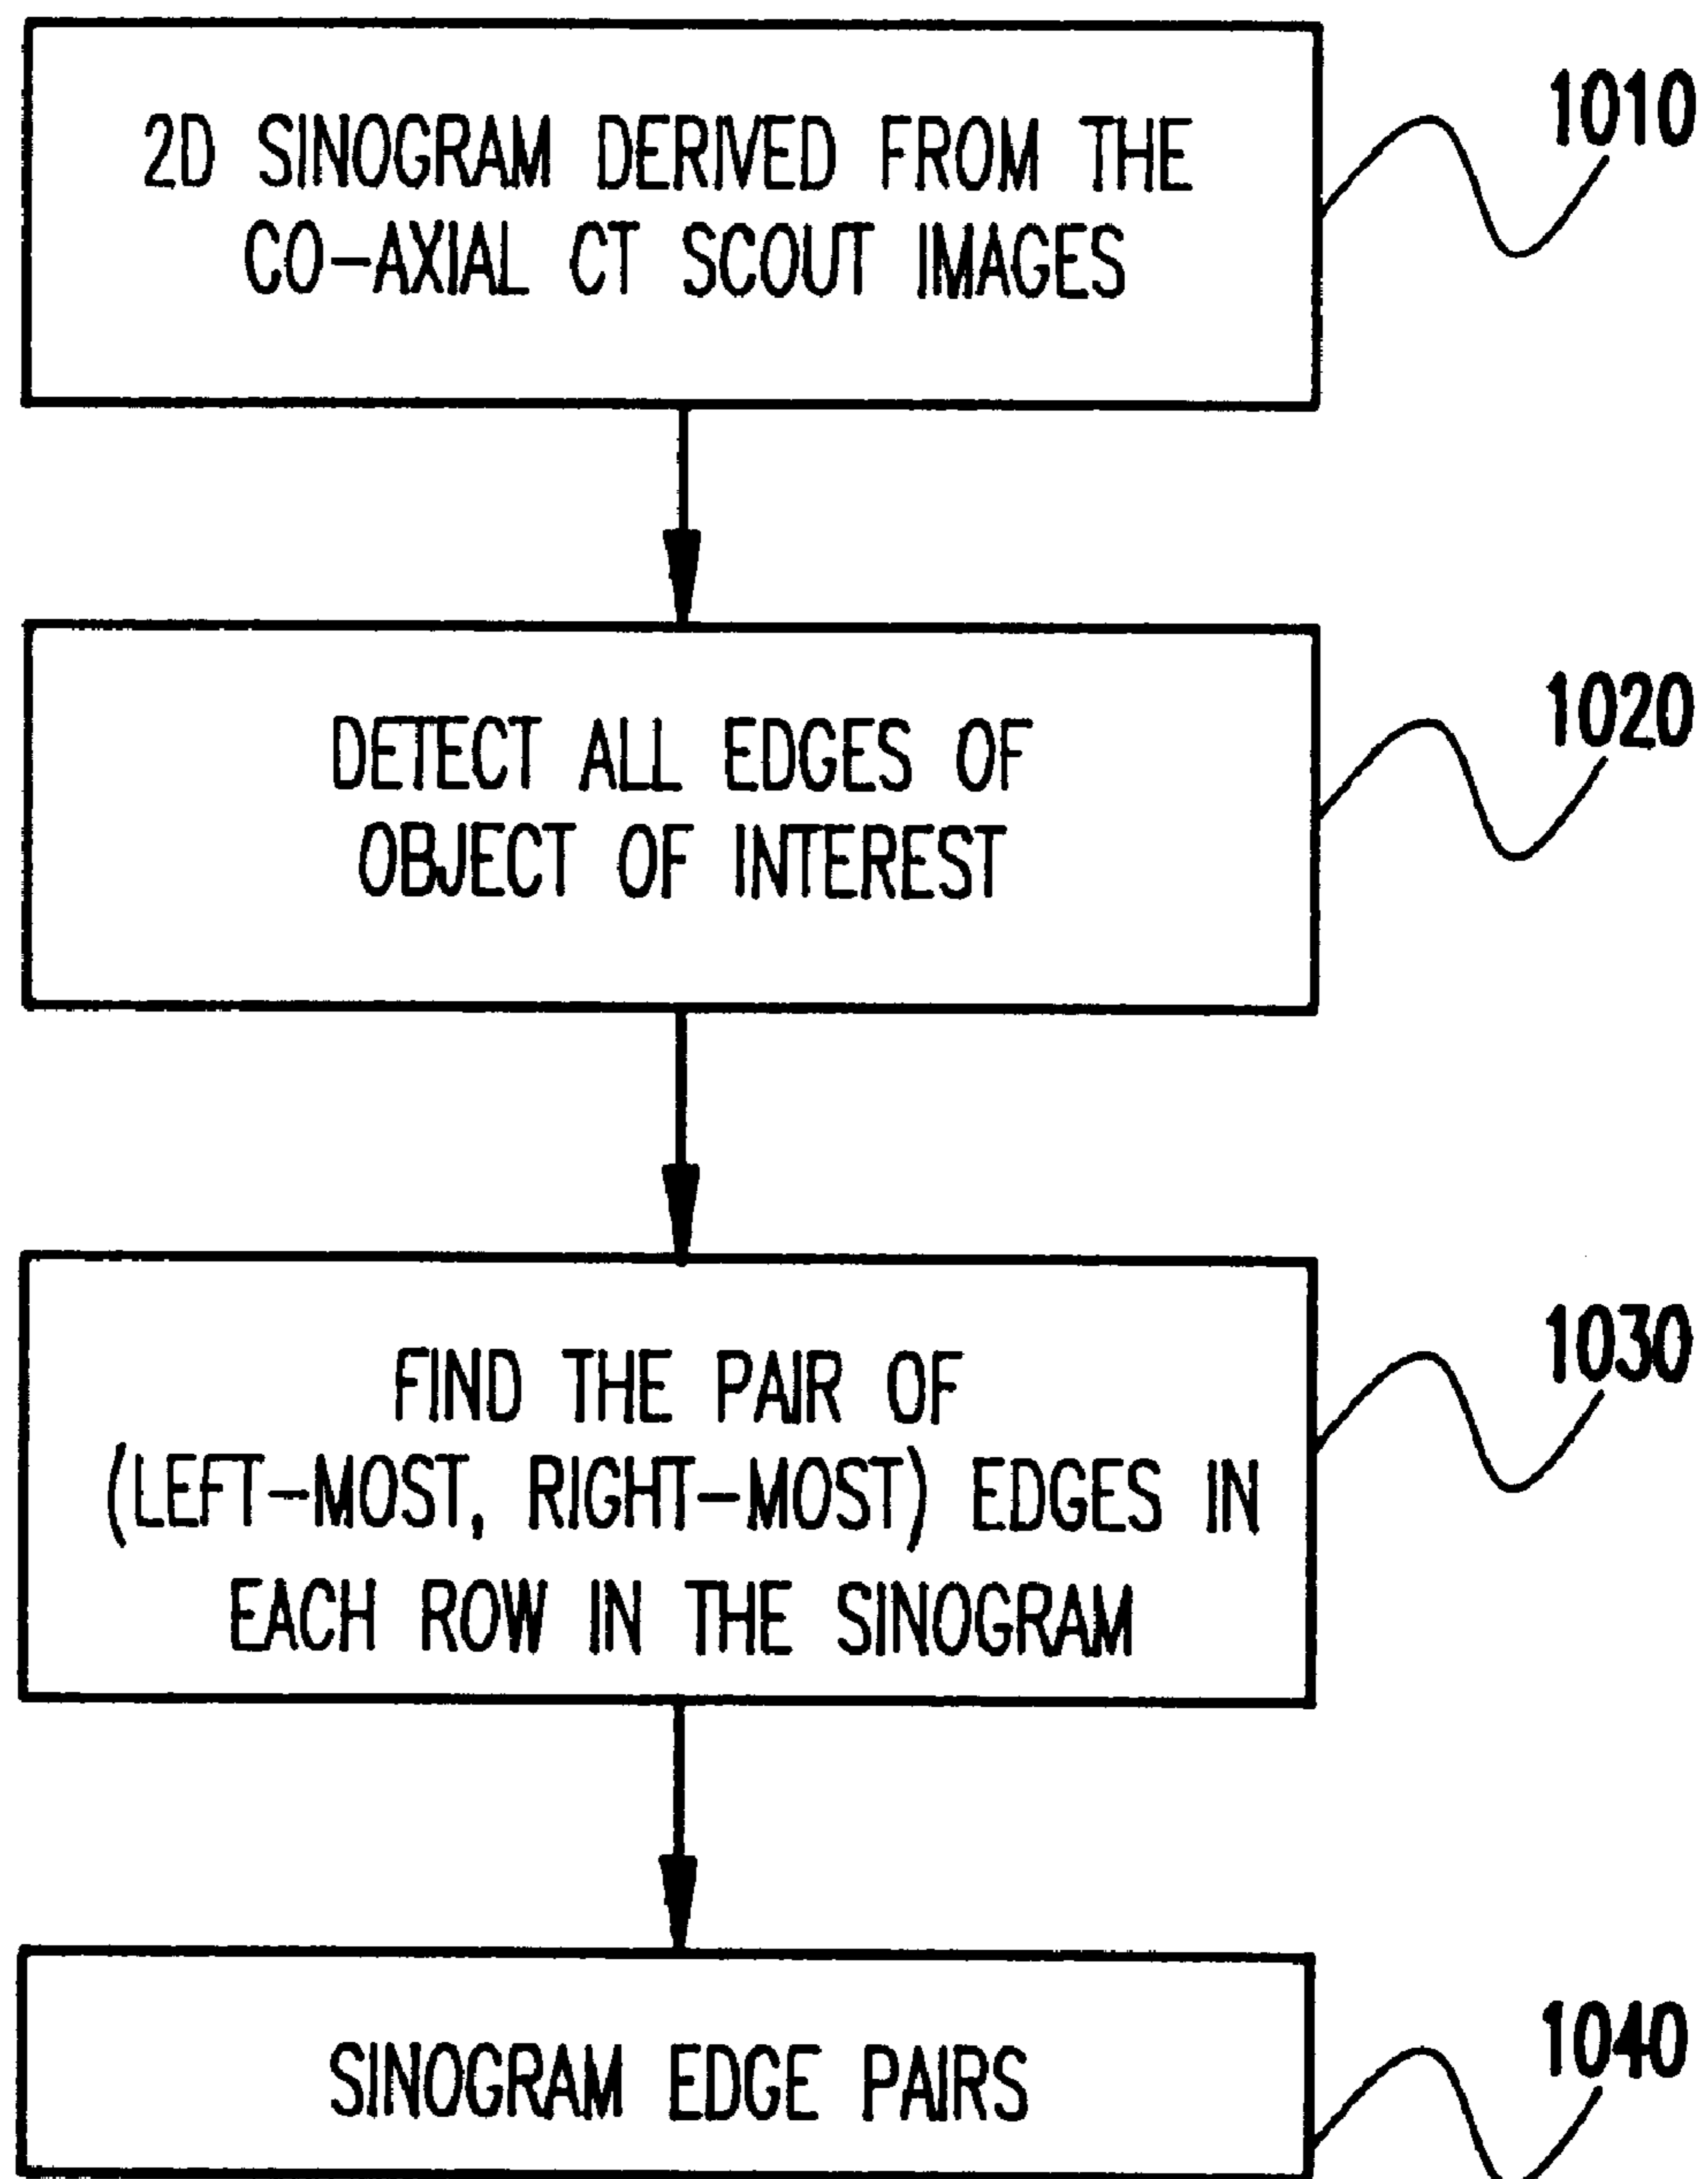 2D SINOGRAM DERIVED FROM THE
CO-AXIAL CT SCOUT IMAGES
1010
DETECT ALL EDGES OF
OBJECT OF INTEREST
1020
FIND THE PAIR OF
(LEFT-MOST, RIGHT-MOST) EDGES IN
EACH ROW IN THE SINOGRAM
1030
SINOGRAM EDGE PAIRS
1040